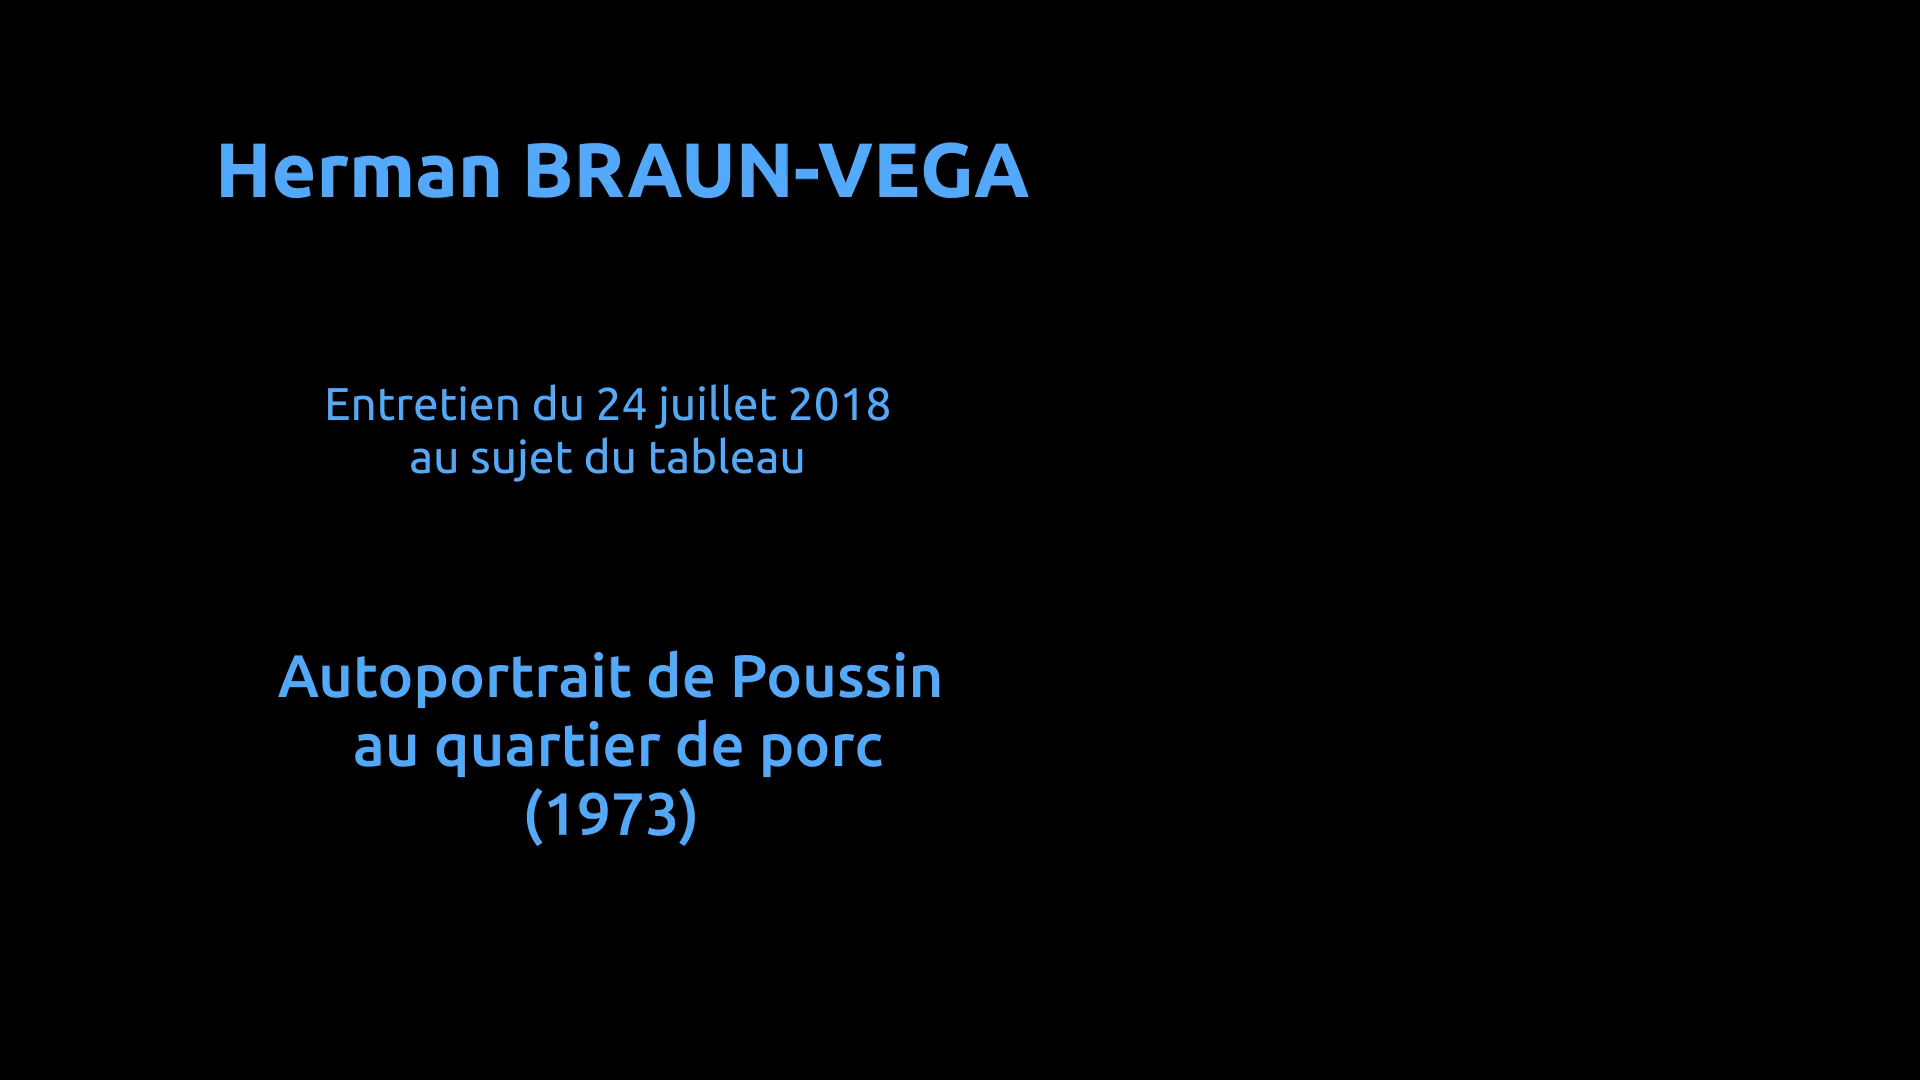 Herman BRAUN-VEGA
Entretien du 24 juillet 2018
au sujet du tableau
Autoportrait de Poussin
au quartier de porc
(1973)